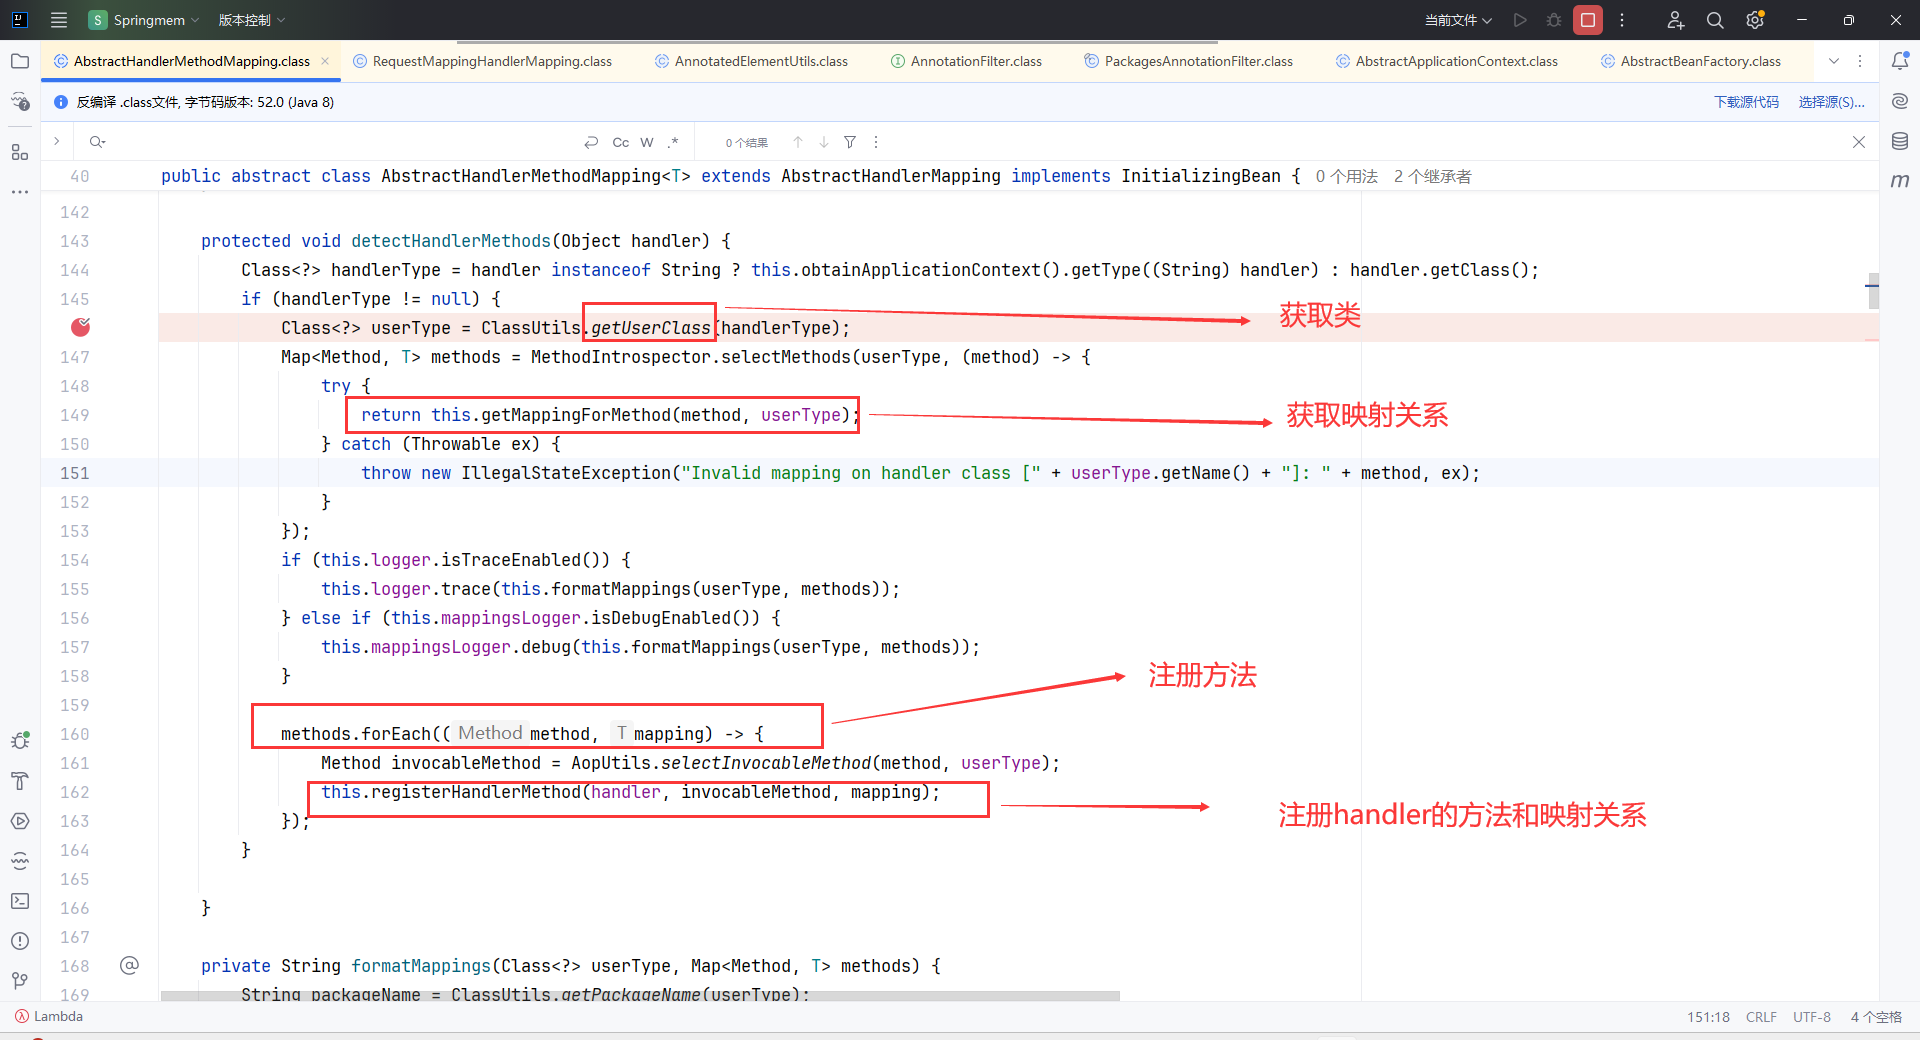 S Springmem 版本控制 当前文件
AbstractHandlerMethodMapping.class RequestMappingHandlerMapping.class AnnotatedElementUtils.class AnnotationFilter.class PackagesAnnotationFilter.class AbstractApplicationContext.class AbstractBeanFactory.class
反编译 .class文件, 字节码版本: 52.0 (Java 8) 下载源代码 选择源(S)...
Cc W .* 0 个结果
40 public abstract class AbstractHandlerMethodMapping<T> extends AbstractHandlerMapping implements InitializingBean { 0 个用法 2 个继承者
142
143 protected void detectHandlerMethods(Object handler) {
144 Class<?> handlerType = handler instanceof String ? this.obtainApplicationContext().getType((String) handler) : handler.getClass();
145 if (handlerType != null) {
获取类
Class<?> userType = ClassUtils.getUserClass(handlerType);
147 Map<Method, T> methods = MethodIntrospector.selectMethods(userType, (method) -> {
148 try {
149 return this.getMappingForMethod(method, userType);
获取映射关系
150 } catch (Throwable ex) {
151 throw new IllegalStateException("Invalid mapping on handler class [" + userType.getName() + "]: " + method, ex);
152 }
153 });
154 if (this.logger.isTraceEnabled()) {
155 this.logger.trace(this.formatMappings(userType, methods));
156 } else if (this.mappingsLogger.isDebugEnabled()) {
157 this.mappingsLogger.debug(this.formatMappings(userType, methods));
158 }
注册方法
159
160 methods.forEach(( Method method, T mapping) -> {
161 Method invocableMethod = AopUtils.selectInvocableMethod(method, userType);
162 this.registerHandlerMethod(handler, invocableMethod, mapping);
注册handler的方法和映射关系
163 });
164 }
165
166 }
167
168 @ private String formatMappings(Class<?> userType, Map<Method, T> methods) {
169 String packageName = ClassUtils.getPackageName(userType);
Lambda 151:18 CRLF UTF-8 4 个空格